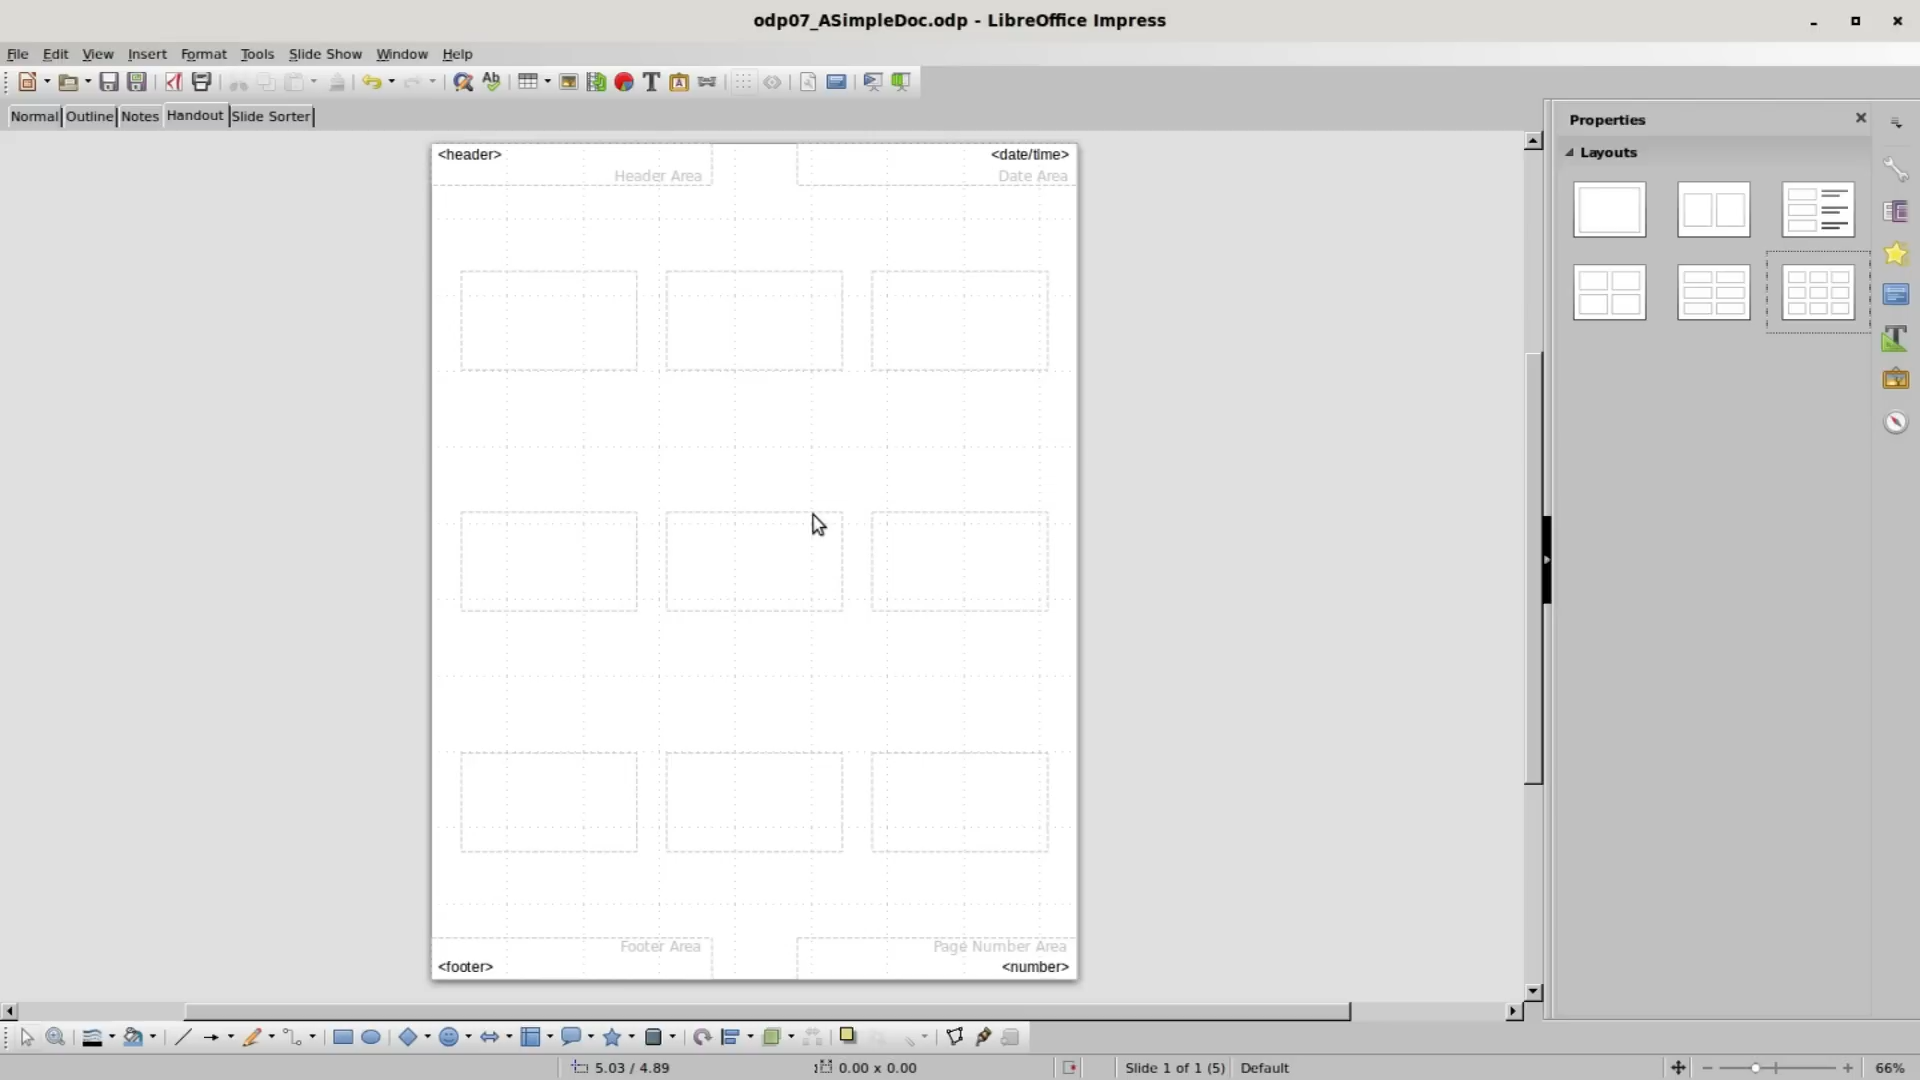 odp07_ASimpleDoc.odp - LibreOffice Impress
File Edit View Insert Format Tools Slide Show Window Help
Normal Outline Notes Handout Slide Sorter
Properties
Layouts
<header> <date/time>
Header Area Date Area
Footer Area Page Number Area
<footer> <number>
5.03 / 4.89 0.00 x 0.00 Slide 1 of 1 (5) Default 66%